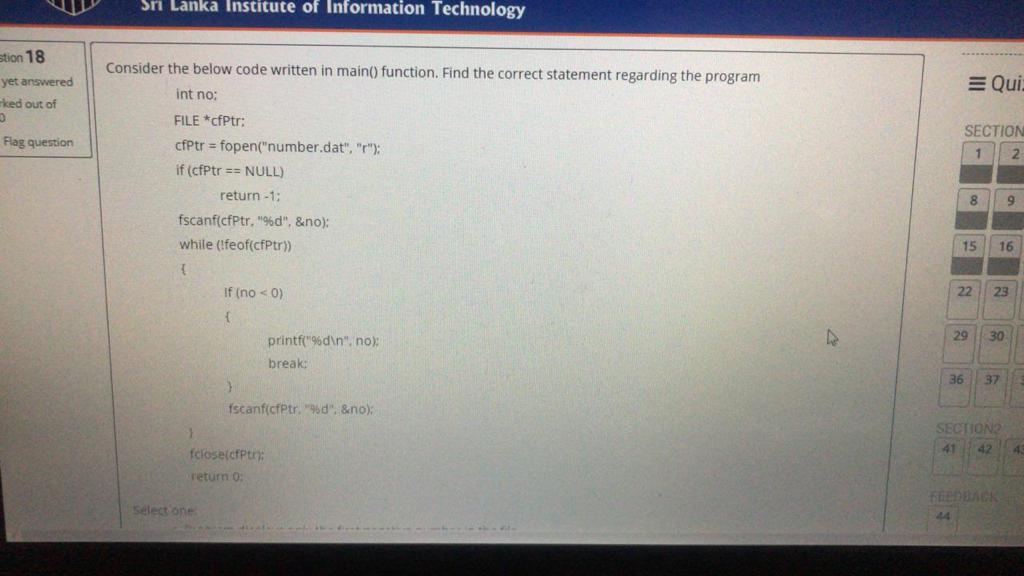 Sri Lanka Institute of Information Technology
stion 18
yet answered
rked out of
0
Flag question
Consider the below code written in main() function. Find the correct statement regarding the program
int no;
FILE *cfPtr;
cfPtr = fopen("number.dat", "r");
if (cfPtr == NULL)
return -1;
fscanf(cfPtr, "%d", &no);
while (!feof(cfPtr))
{
If (no < 0)
{
printf("%d\n", no);
break;
}
fscanf(cfPtr, "%d", &no);
}
fclose(cfPtr);
return 0;
Select one:
Qui
SECTION
1 2
8 9
15 16
22 23
29 30
36 37
SECTION2
41 42
FEEDBACK
44